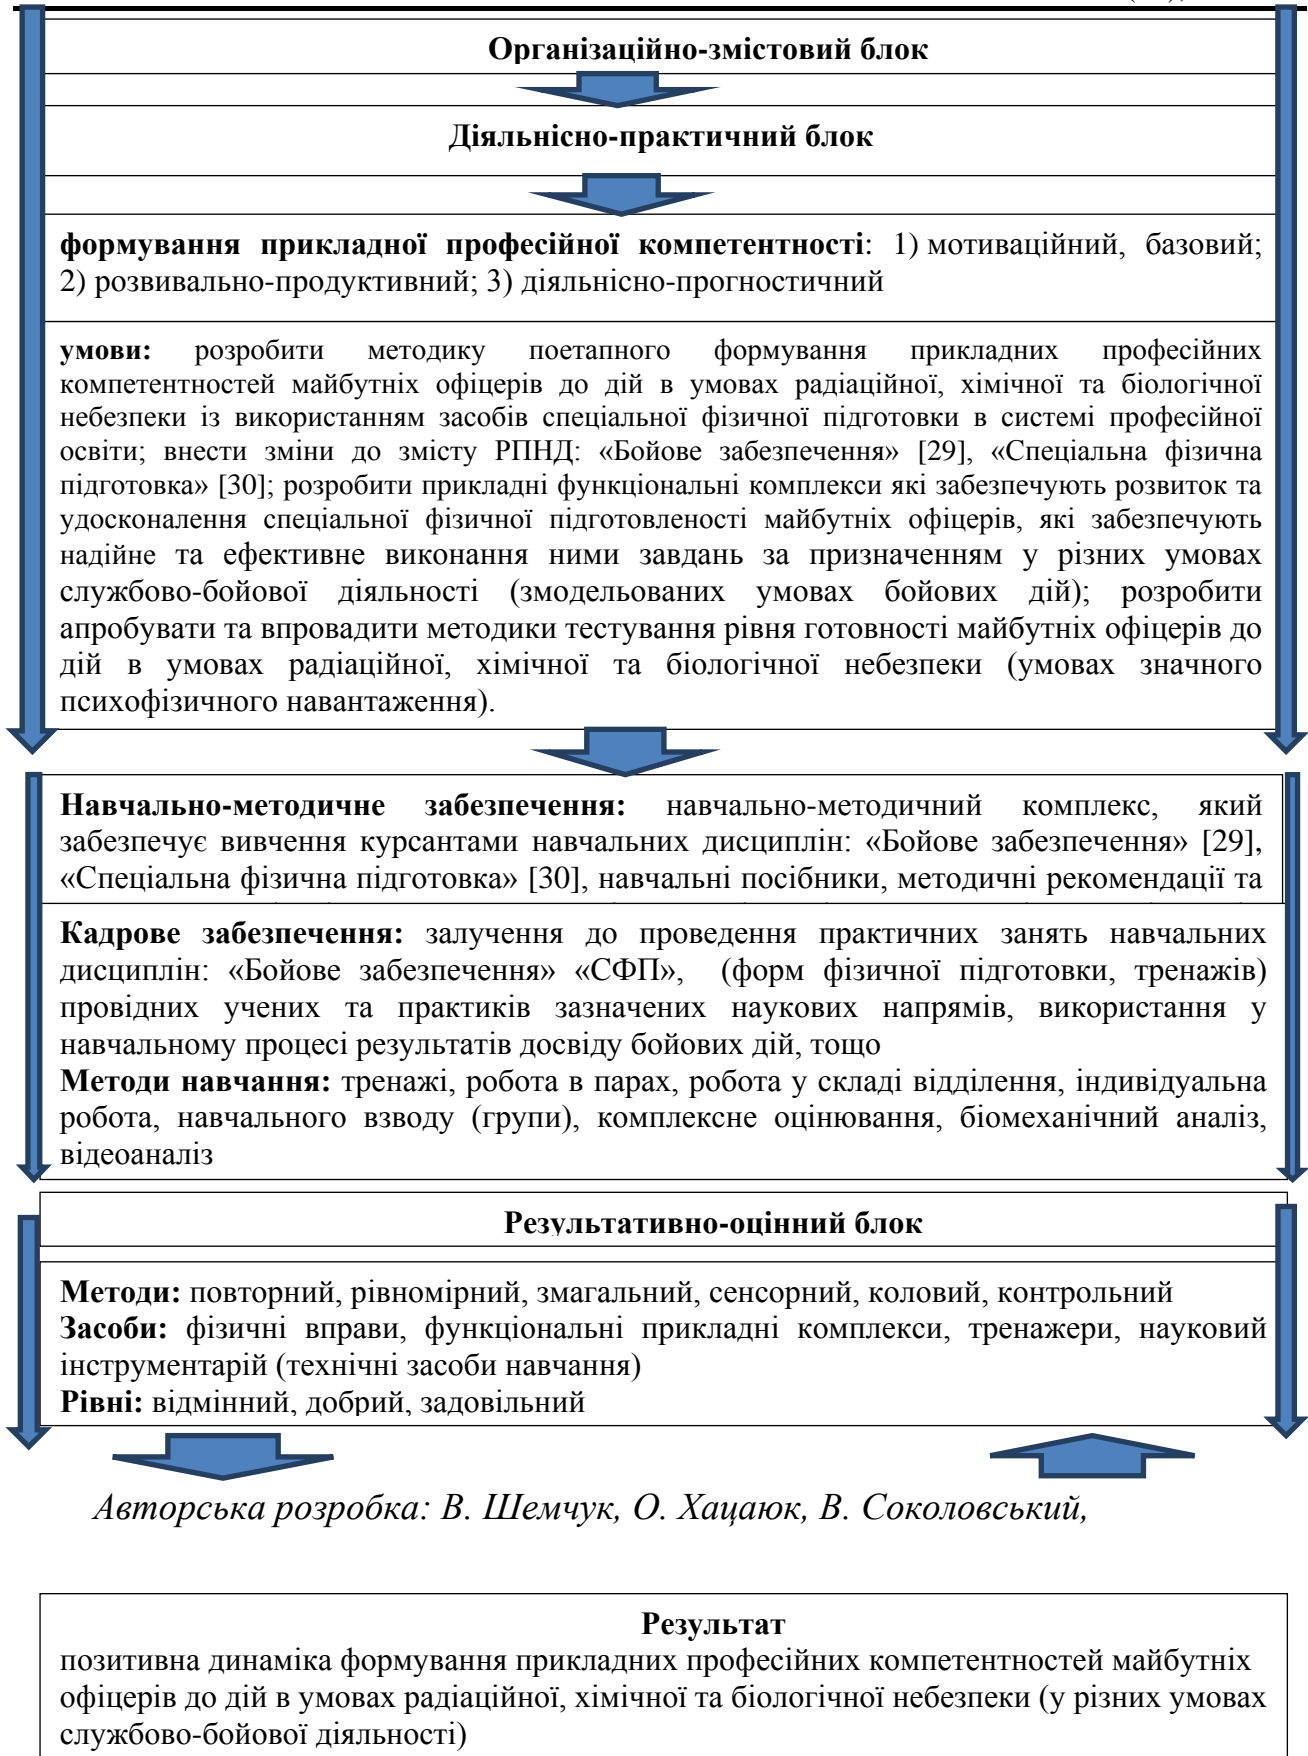 Організаційно-змістовий блок
Діяльнісно-практичний блок
формування прикладної професійної компетентності: 1) мотиваційний, базовий;
2) розвивально-продуктивний; 3) діяльнісно-прогностичний
умови: розробити методику поетапного формування прикладних професійних
компетентностей майбутніх офіцерів до дій в умовах радіаційної, хімічної та біологічної
небезпеки із використанням засобів спеціальної фізичної підготовки в системі професійної
освіти; внести зміни до змісту РПНД: «Бойове забезпечення» [29], «Спеціальна фізична
підготовка» [30]; розробити прикладні функціональні комплекси які забезпечують розвиток та
удосконалення спеціальної фізичної підготовленості майбутніх офіцерів, які забезпечують
надійне та ефективне виконання ними завдань за призначенням у різних умовах
службово-бойової діяльності (змодельованих умовах бойових дій); розробити
апробувати та впровадити методики тестування рівня готовності майбутніх офіцерів до
дій в умовах радіаційної, хімічної та біологічної небезпеки (умовах значного
психофізичного навантаження).
Навчально-методичне забезпечення: навчально-методичний комплекс, який
забезпечує вивчення курсантами навчальних дисциплін: «Бойове забезпечення» [29],
«Спеціальна фізична підготовка» [30], навчальні посібники, методичні рекомендації та
Кадрове забезпечення: залучення до проведення практичних занять навчальних
дисциплін: «Бойове забезпечення» «СФП», (форм фізичної підготовки, тренажів)
провідних учених та практиків зазначених наукових напрямів, використання у
навчальному процесі результатів досвіду бойових дій, тощо
Методи навчання: тренажі, робота в парах, робота у складі відділення, індивідуальна
робота, навчального взводу (групи), комплексне оцінювання, біомеханічний аналіз,
відеоаналіз
Результативно-оцінний блок
Методи: повторний, рівномірний, змагальний, сенсорний, коловий, контрольний
Засоби: фізичні вправи, функціональні прикладні комплекси, тренажери, науковий
інструментарій (технічні засоби навчання)
Рівні: відмінний, добрий, задовільний
Авторська розробка: В. Шемчук, О. Хацаюк, В. Соколовський,
Результат
позитивна динаміка формування прикладних професійних компетентностей майбутніх
офіцерів до дій в умовах радіаційної, хімічної та біологічної небезпеки (у різних умовах
службово-бойової діяльності)